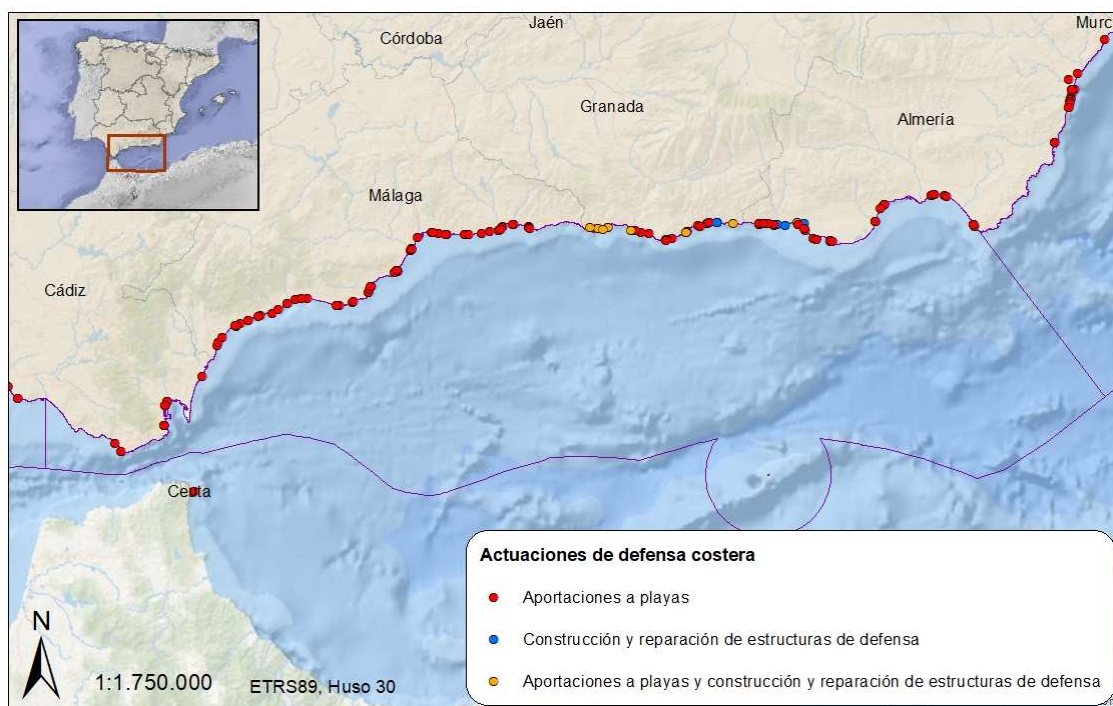 Jaén
Murc
Córdoba
Granada
Almería
Málaga
Cádiz
Ceuta
Actuaciones de defensa costera
Aportaciones a playas
Construcción y reparación de estructuras de defensa
Aportaciones a playas y construcción y reparación de estructuras de defensa
N
1:1.750.000
ETRS89, Huso 30